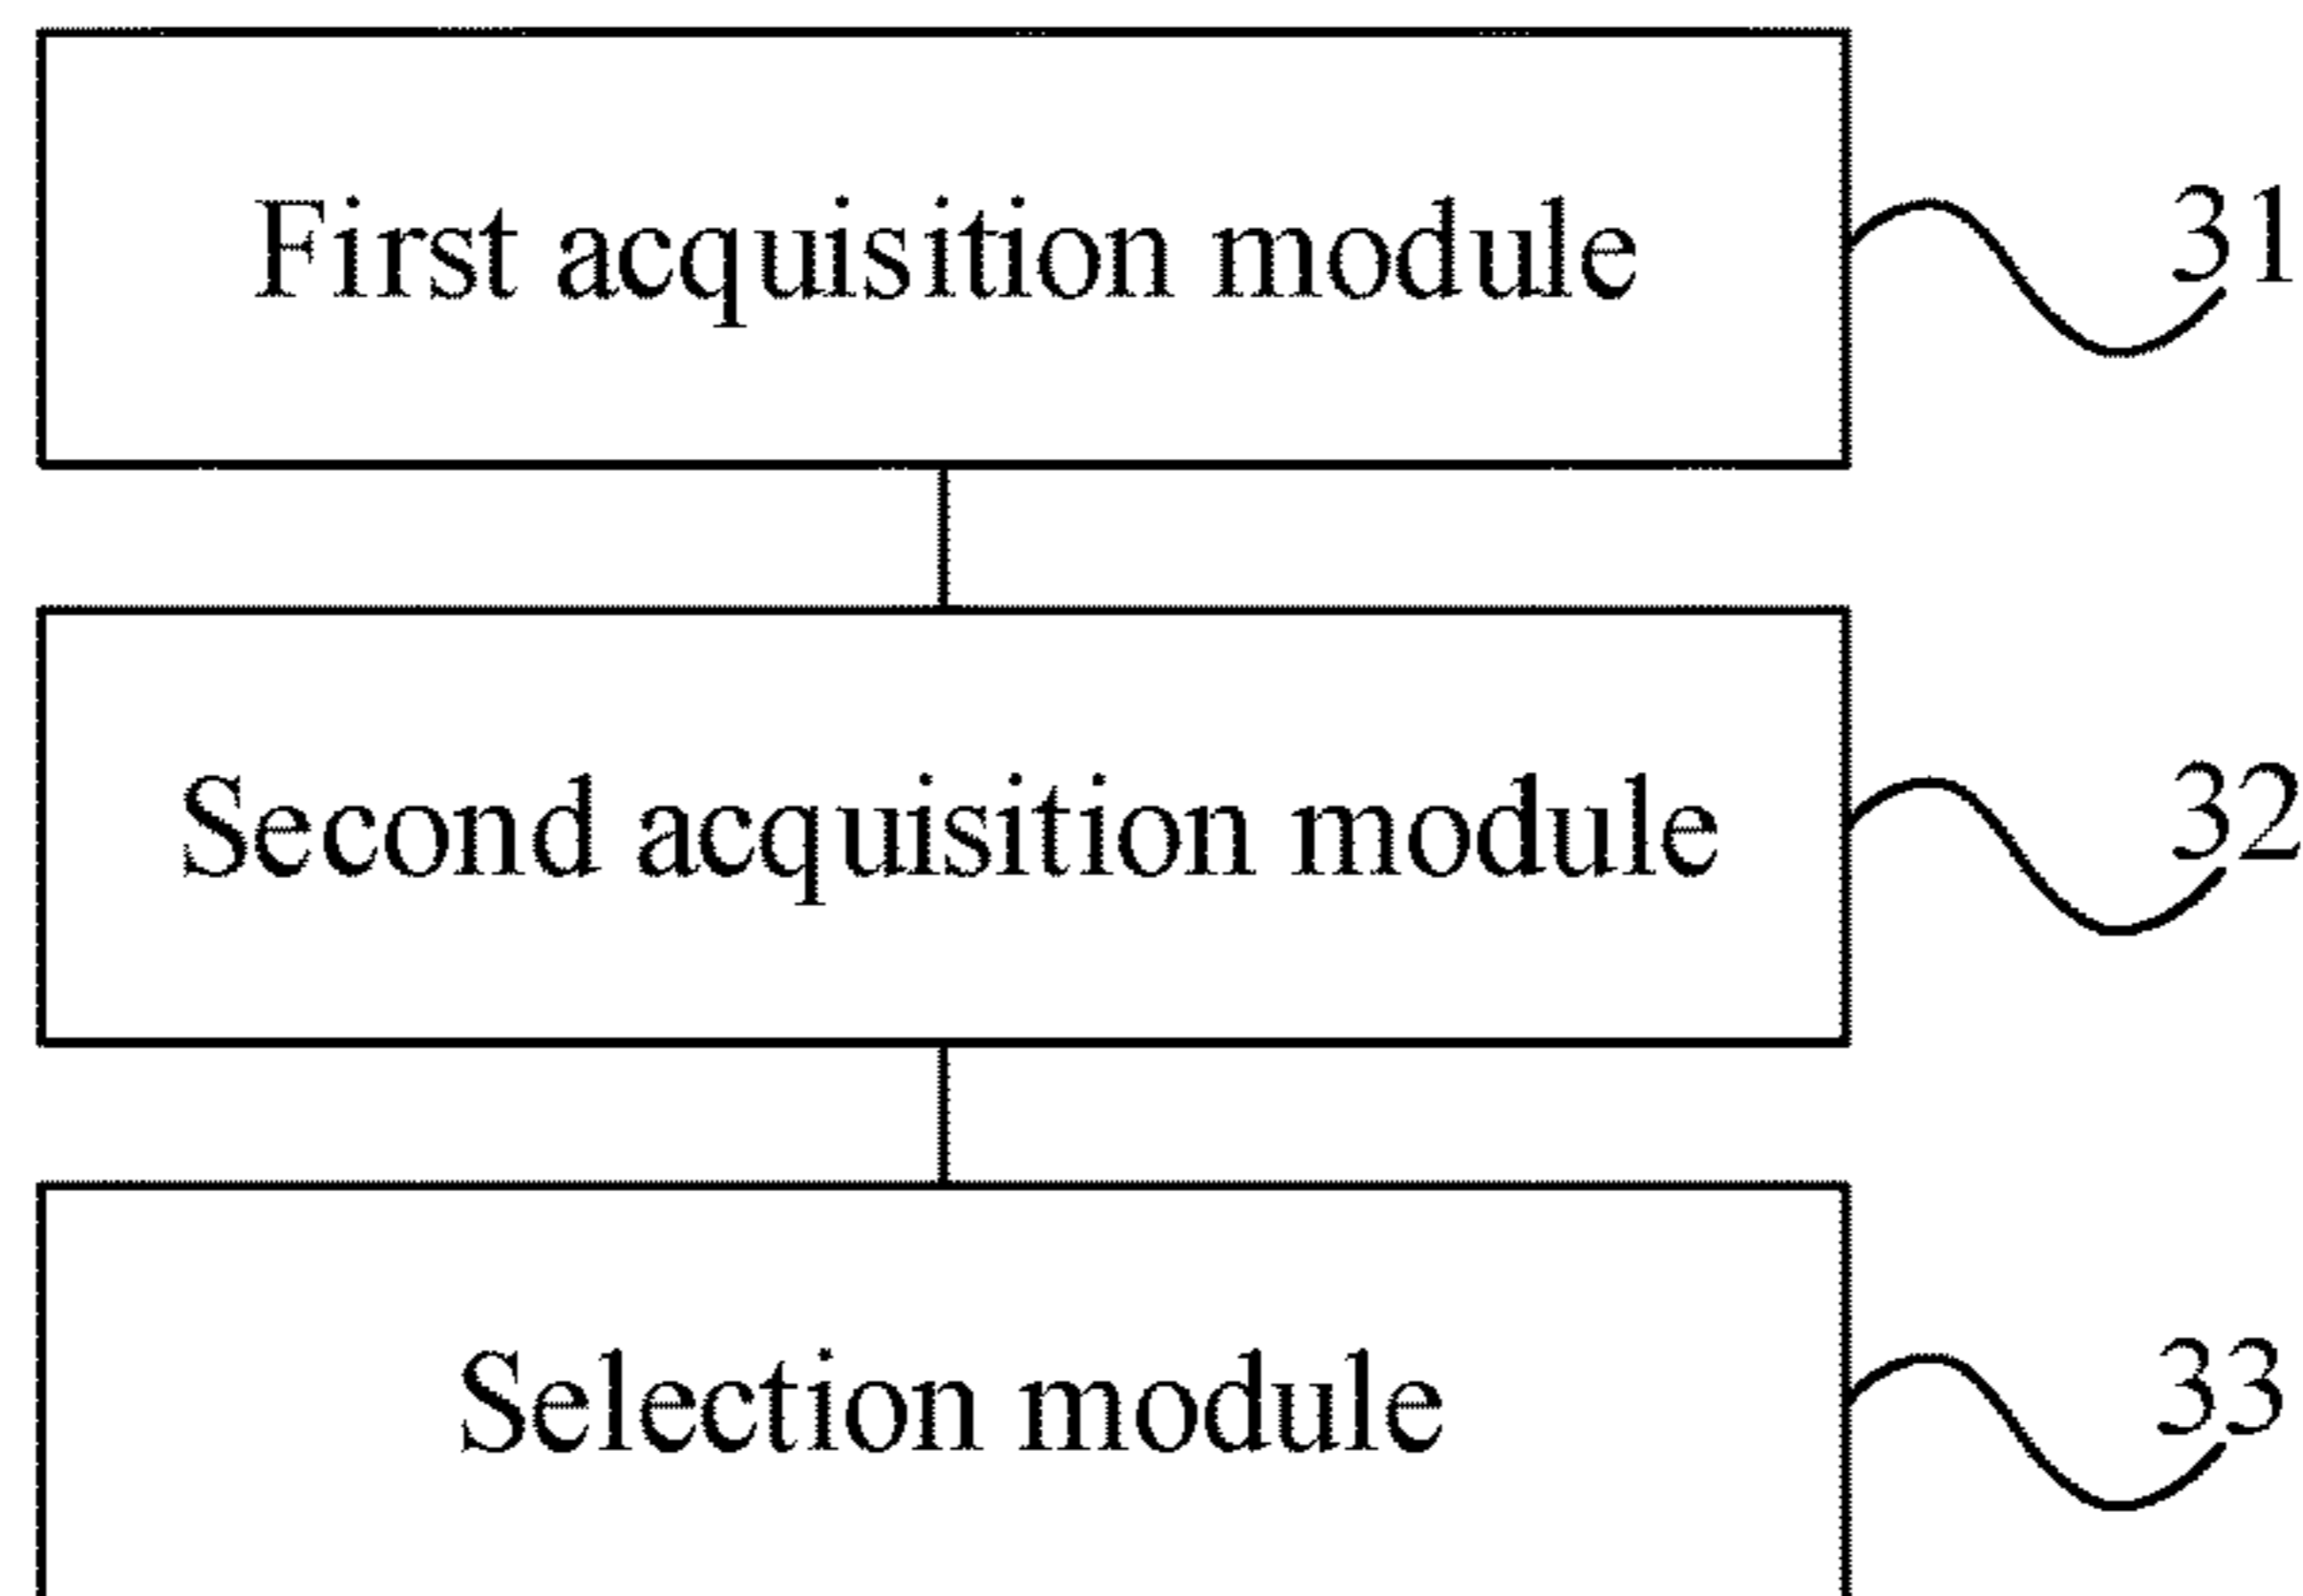 First acquisition module 31
Second acquisition module 32
Selection module 33